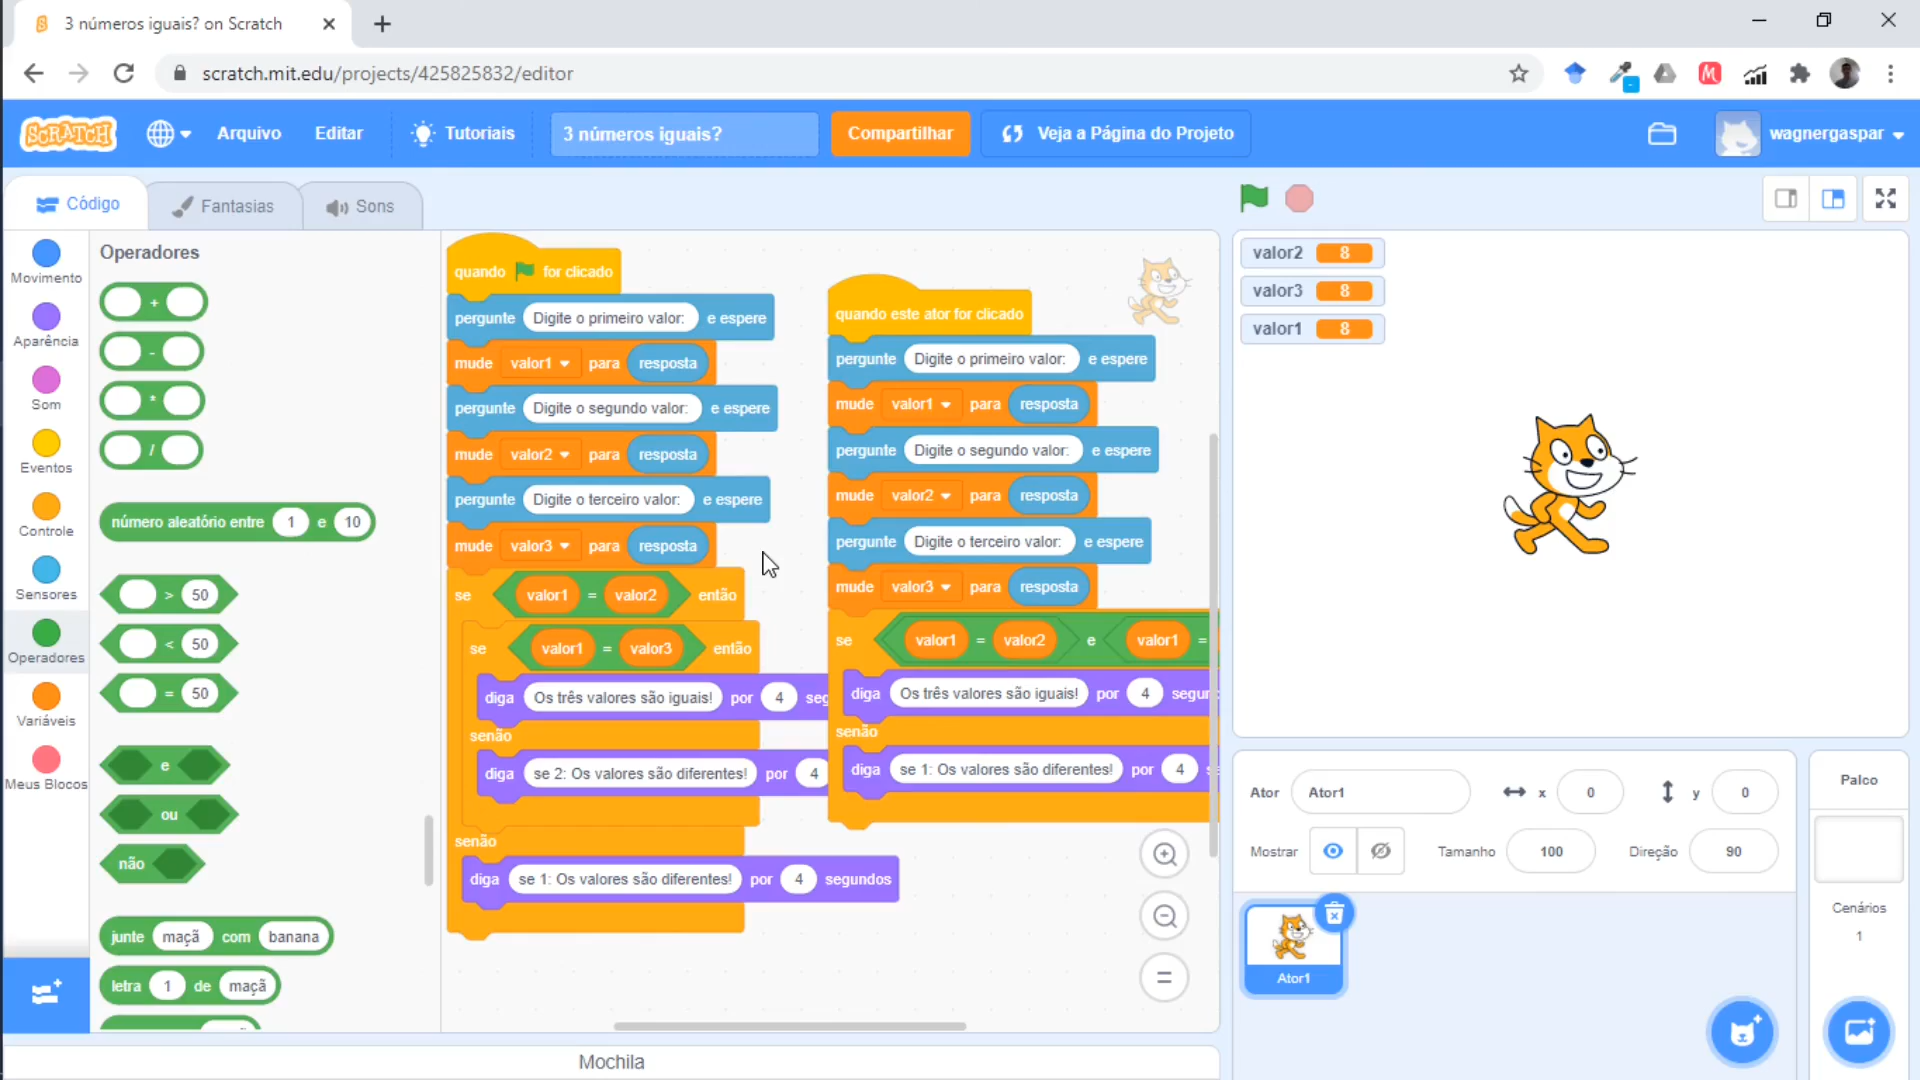 3 números iguais? on Scratch
scratch.mit.edu/projects/425825832/editor
SCRATCH
Arquivo
Editar
Tutoriais
3 números iguais?
Compartilhar
Veja a Página do Projeto
wagnergaspar
Código
Fantasias
Sons
Movimento
Aparência
Som
Eventos
Controle
Sensores
Operadores
Variáveis
Meus Blocos
Operadores
+
-
*
/
número aleatório entre 1 e 10
> 50
< 50
= 50
e
ou
não
junte maçã com banana
letra 1 de maçã
quando for clicado
pergunte Digite o primeiro valor: e espere
mude valor1 para resposta
pergunte Digite o segundo valor: e espere
mude valor2 para resposta
pergunte Digite o terceiro valor: e espere
mude valor3 para resposta
se valor1 = valor2 então
se valor1 = valor3 então
diga Os três valores são iguais! por 4 seg
senão
diga se 2: Os valores são diferentes! por 4
senão
diga se 1: Os valores são diferentes! por 4 segundos
quando este ator for clicado
pergunte Digite o primeiro valor: e espere
mude valor1 para resposta
pergunte Digite o segundo valor: e espere
mude valor2 para resposta
pergunte Digite o terceiro valor: e espere
mude valor3 para resposta
se valor1 = valor2 e valor1 =
diga Os três valores são iguais! por 4 segun
senão
diga se 1: Os valores são diferentes! por 4 s
Mochila
valor2 8
valor3 8
valor1 8
Ator Ator1 x 0 y 0
Mostrar Tamanho 100 Direção 90
Ator1
Palco
Cenários
1